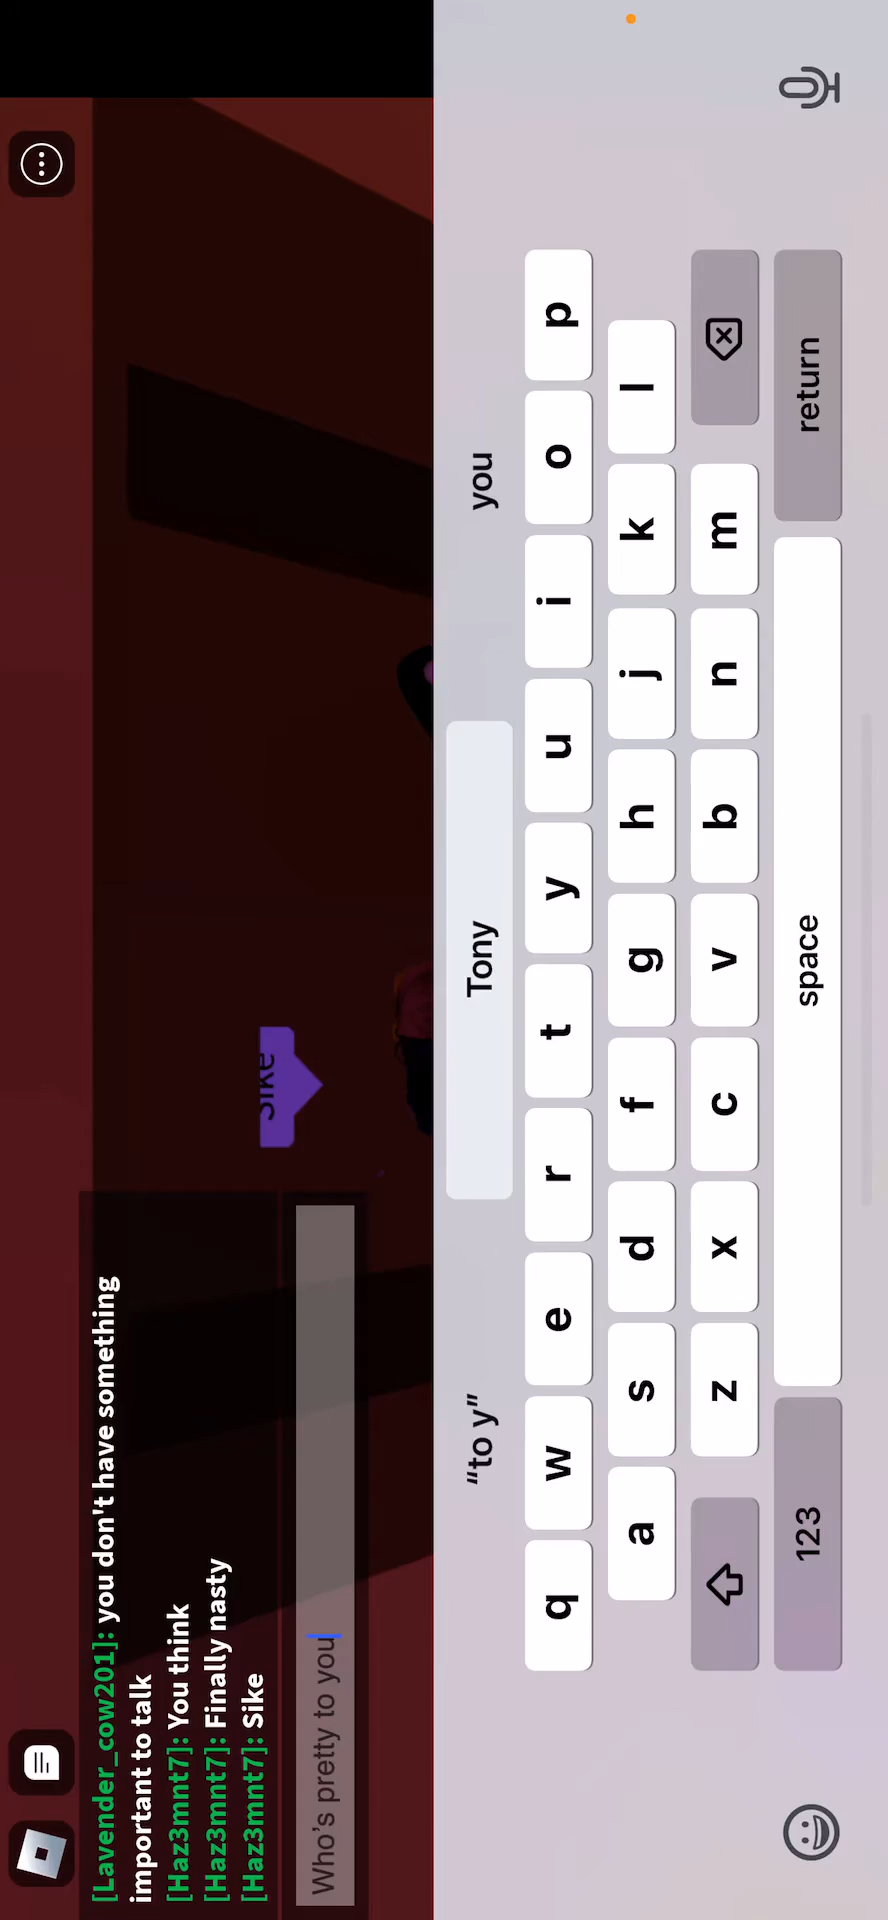 [Lavender_cow201]: you don't have something
important to talk
[Haz3mnt7]: You think
[Haz3mnt7]: Finally nasty
[Haz3mnt7]: Sike
Who's pretty to you
Sike
“to y” Tony you
q w e r t y u i o p
a s d f g h j k l
z x c v b n m
123 space return